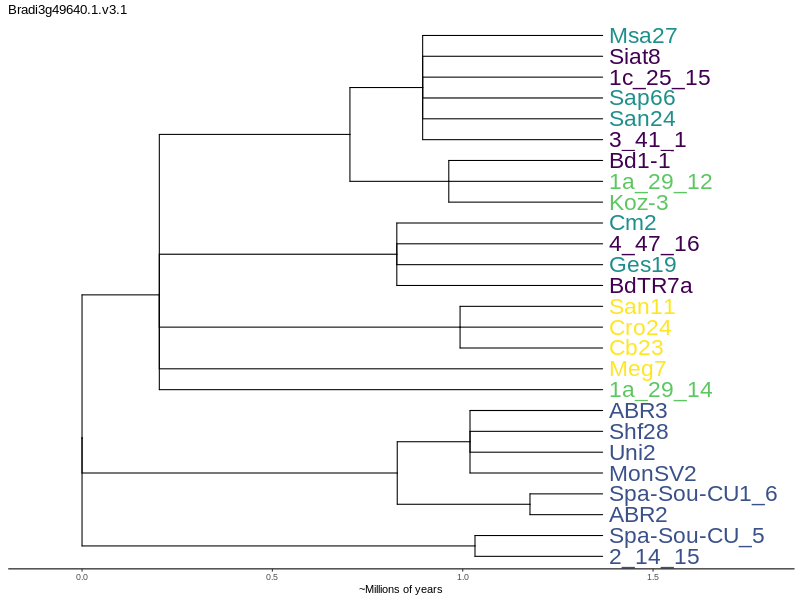 Bradi3g49640.1.v3.1
Msa27
Siat8
1c_25_15
Sap66
San24
3_41_1
Bd1-1
1a_29_12
Koz-3
Cm2
4_47_16
Ges19
BdTR7a
San11
Cro24
Cb23
Meg7
1a_29_14
ABR3
Shf28
Uni2
MonSV2
Spa-Sou-CU1_6
ABR2
Spa-Sou-CU_5
2_14_15
0.0 0.5 1.0 1.5
~Millions of years